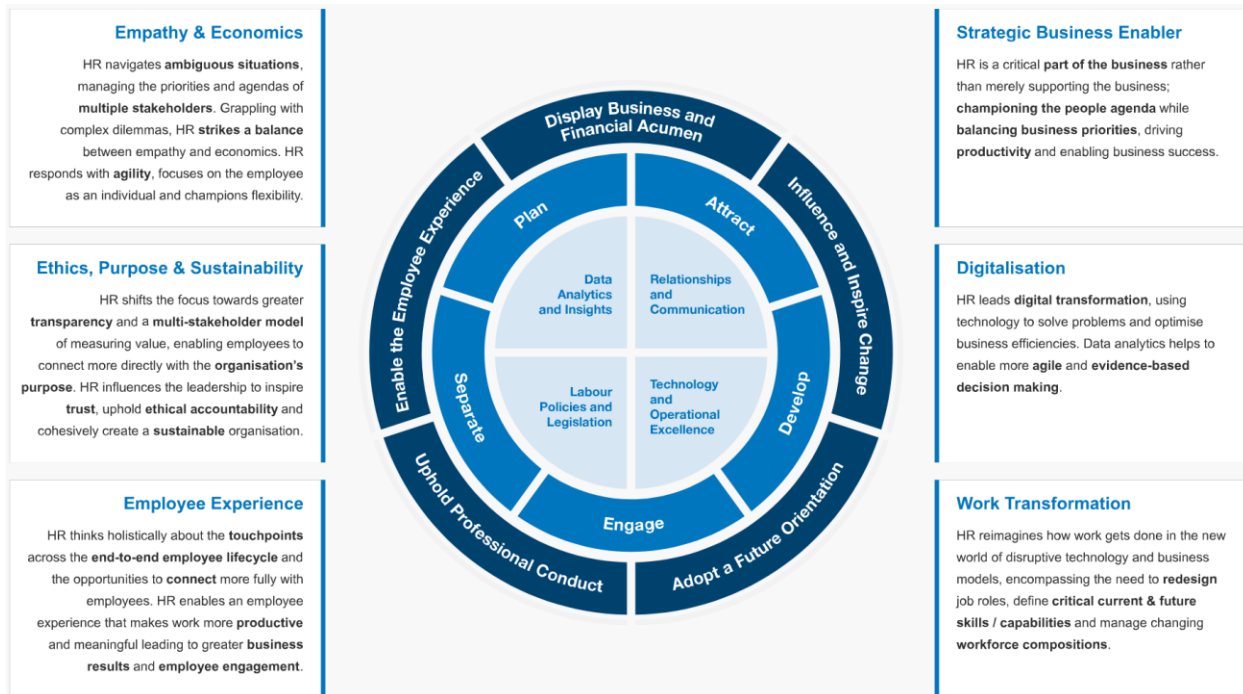 Empathy & Economics
HR navigates ambiguous situations,
managing the priorities and agendas of
multiple stakeholders. Grappling with
complex dilemmas, HR strikes a balance
between empathy and economics. HR
responds with agility, focuses on the employee
as an individual and champions flexibility.
Ethics, Purpose & Sustainability
HR shifts the focus towards greater
transparency and a multi-stakeholder model
of measuring value, enabling employees to
connect more directly with the organisation's
purpose. HR influences the leadership to inspire
trust, uphold ethical accountability and
cohesively create a sustainable organisation.
Employee Experience
HR thinks holistically about the touchpoints
across the end-to-end employee lifecycle and
the opportunities to connect more fully with
employees. HR enables an employee
experience that makes work more productive
and meaningful leading to greater business
results and employee engagement.
Display Business and
Financial Acumen
Influence and Inspire Change
Adopt a Future Orientation
Uphold Professional Conduct
Enable the Employee Experience
Plan
Attract
Develop
Engage
Separate
Data
Analytics
and Insights
Relationships
and
Communication
Labour
Policies and
Legislation
Technology
and
Operational
Excellence
Strategic Business Enabler
HR is a critical part of the business rather
than merely supporting the business;
championing the people agenda while
balancing business priorities, driving
productivity and enabling business success.
Digitalisation
HR leads digital transformation, using
technology to solve problems and optimise
business efficiencies. Data analytics helps to
enable more agile and evidence-based
decision making.
Work Transformation
HR reimagines how work gets done in the new
world of disruptive technology and business
models, encompassing the need to redesign
job roles, define critical current & future
skills / capabilities and manage changing
workforce compositions.